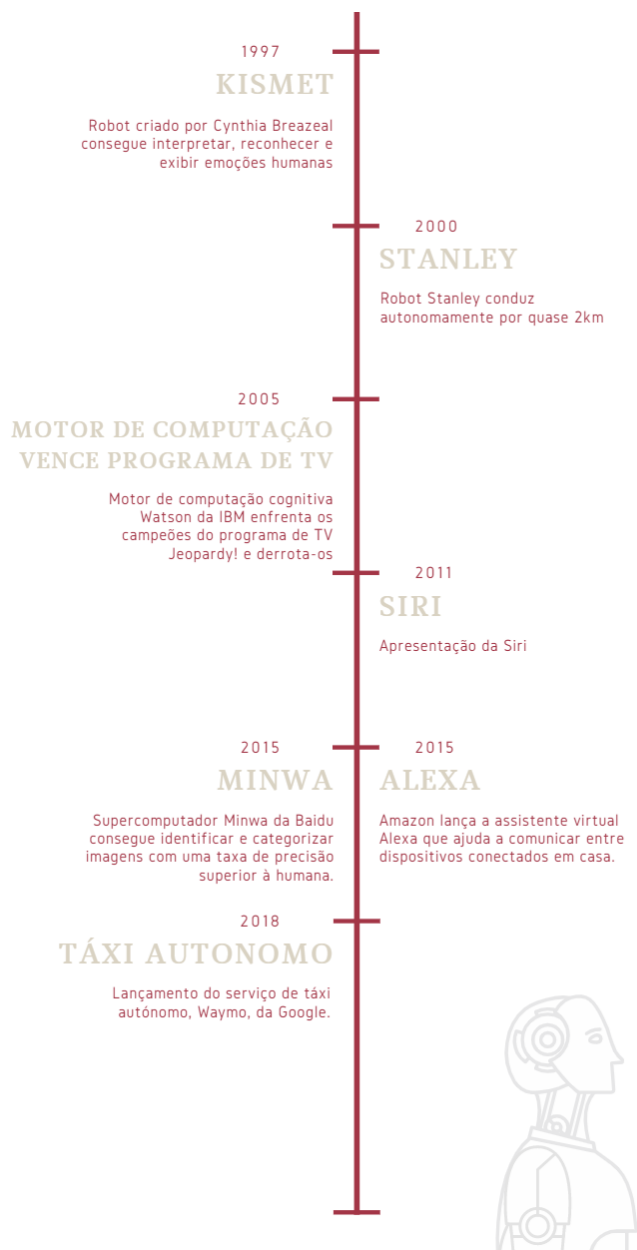 1997
KISMET
Robot criado por Cynthia Breazeal
consegue interpretar, reconhecer e
exibir emoções humanas
2000
STANLEY
Robot Stanley conduz
autonomamente por quase 2km
2005
MOTOR DE COMPUTAÇÃO
VENCE PROGRAMA DE TV
Motor de computação cognitiva
Watson da IBM enfrenta os
campeões do programa de TV
Jeopardy! e derrota-os
2011
SIRI
Apresentação da Siri
2015
MINWA
Supercomputador Minwa da Baidu
consegue identificar e categorizar
imagens com uma taxa de precisão
superior à humana.
2015
ALEXA
Amazon lança a assistente virtual
Alexa que ajuda a comunicar entre
dispositivos conectados em casa.
2018
TÁXI AUTONOMO
Lançamento do serviço de táxi
autónomo, Waymo, da Google.